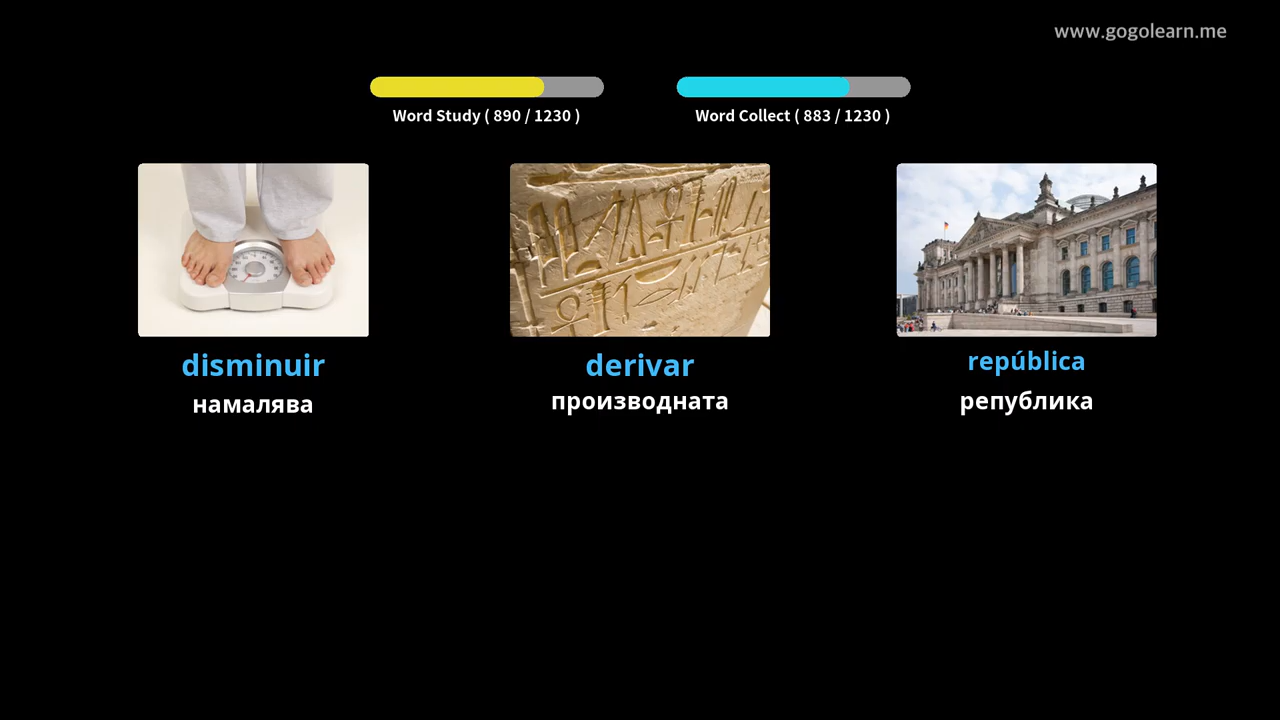 www.gogolearn.me
Word Study ( 890 / 1230 )
Word Collect ( 883 / 1230 )
disminuir
намалява
derivar
производната
república
република